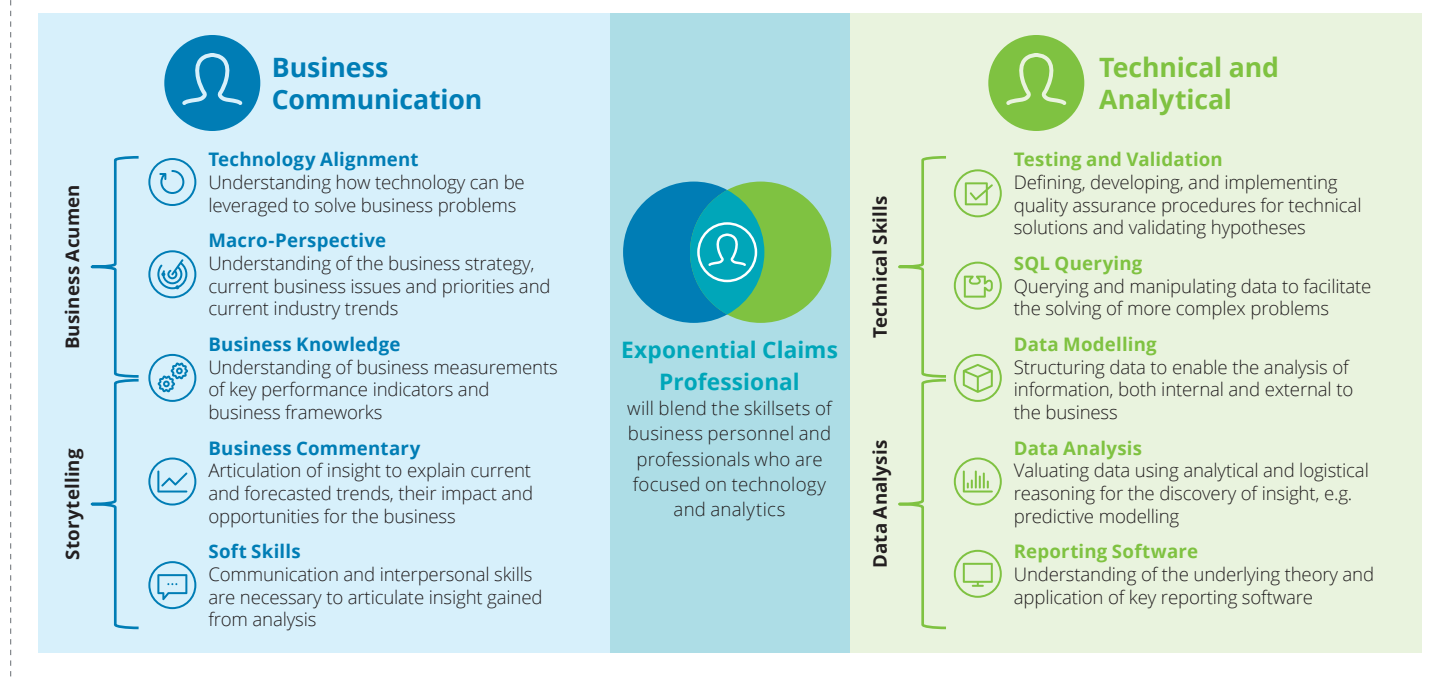 Business
Communication
Business Acumen
Technology Alignment
Understanding how technology can be
leveraged to solve business problems
Macro-Perspective
Understanding of the business strategy,
current business issues and priorities and
current industry trends
Business Knowledge
Understanding of business measurements
of key performance indicators and
business frameworks
Storytelling
Business Commentary
Articulation of insight to explain current
and forecasted trends, their impact and
opportunities for the business
Soft Skills
Communication and interpersonal skills
are necessary to articulate insight gained
from analysis
Exponential Claims
Professional
will blend the skillsets of
business personnel and
professionals who are
focused on technology
and analytics
Technical and
Analytical
Technical Skills
Testing and Validation
Defining, developing, and implementing
quality assurance procedures for technical
solutions and validating hypotheses
SQL Querying
Querying and manipulating data to facilitate
the solving of more complex problems
Data Modelling
Structuring data to enable the analysis of
information, both internal and external to
the business
Data Analysis
Data Analysis
Valuating data using analytical and logistical
reasoning for the discovery of insight, e.g.
predictive modelling
Reporting Software
Understanding of the underlying theory and
application of key reporting software